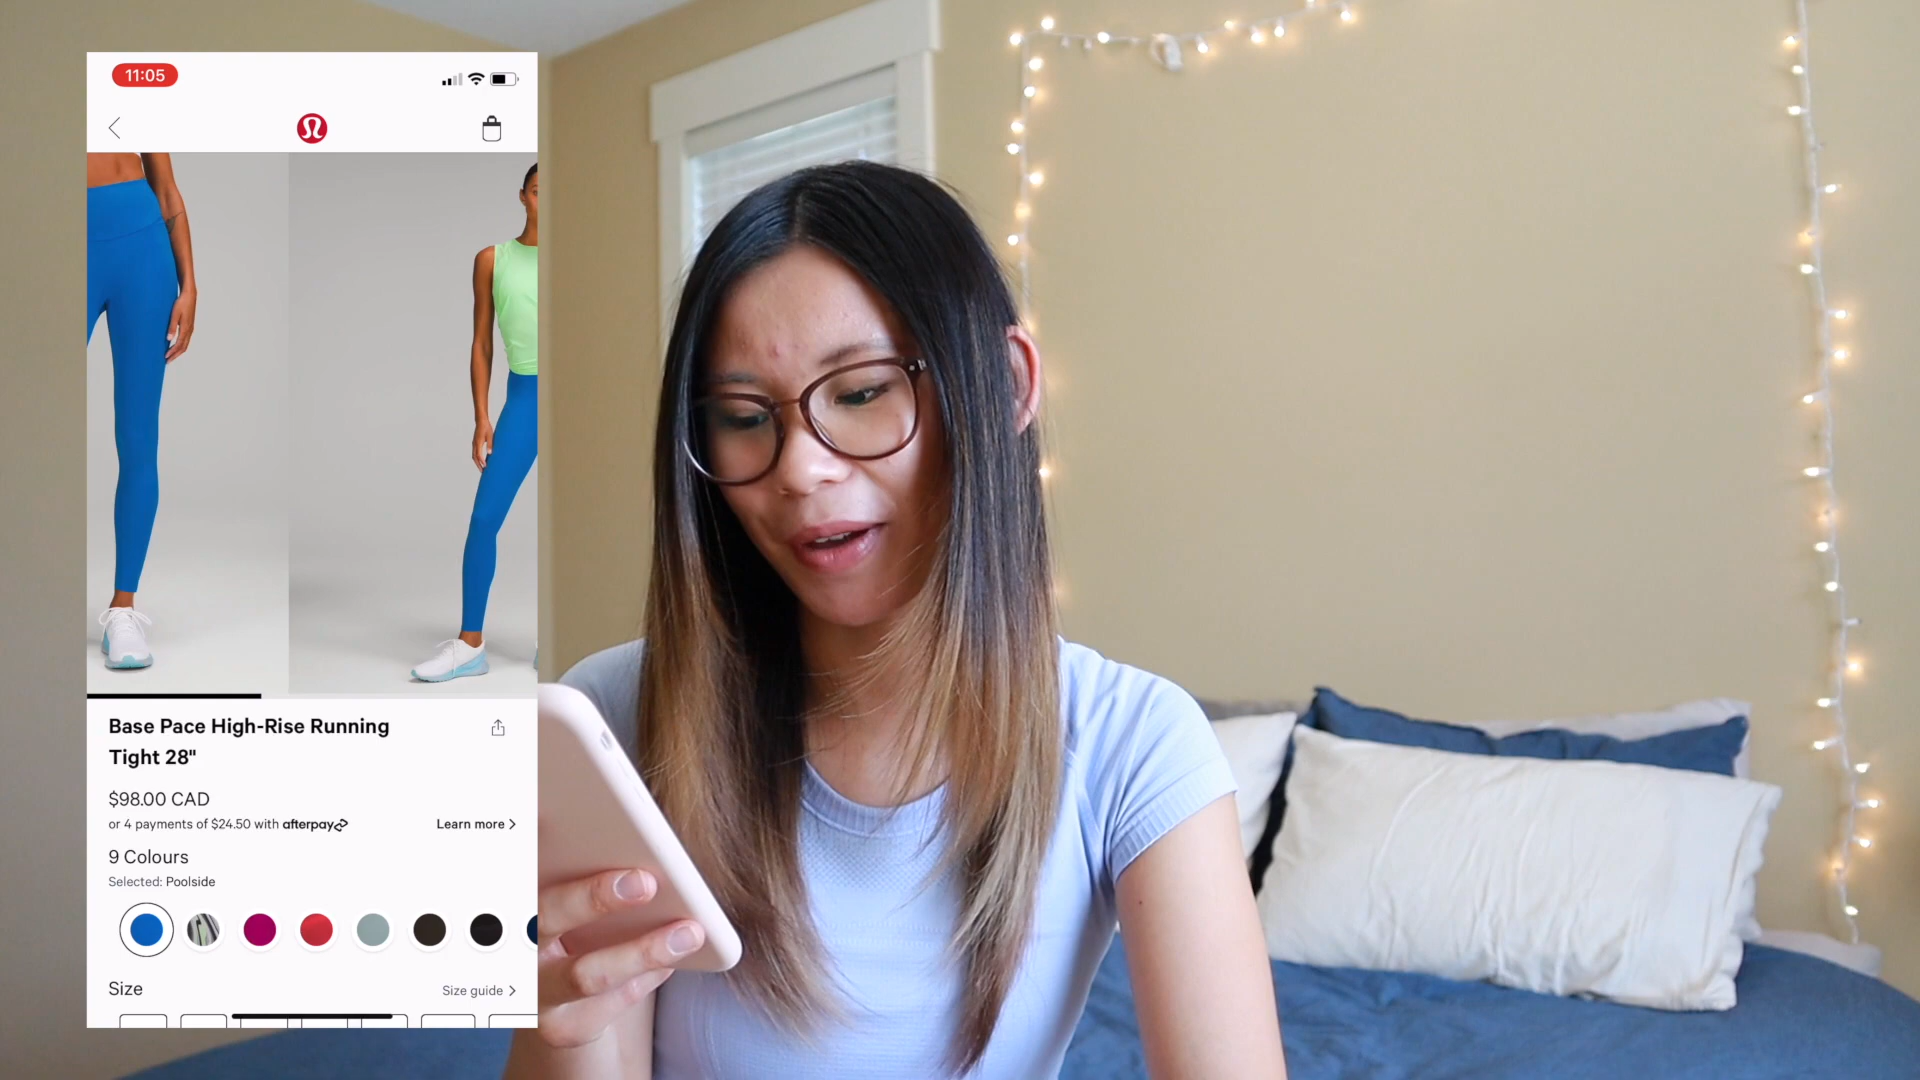 11:05
Base Pace High-Rise Running
Tight 28"
$98.00 CAD
or 4 payments of $24.50 with afterpay
Learn more >
9 Colours
Selected: Poolside
Size
Size guide >